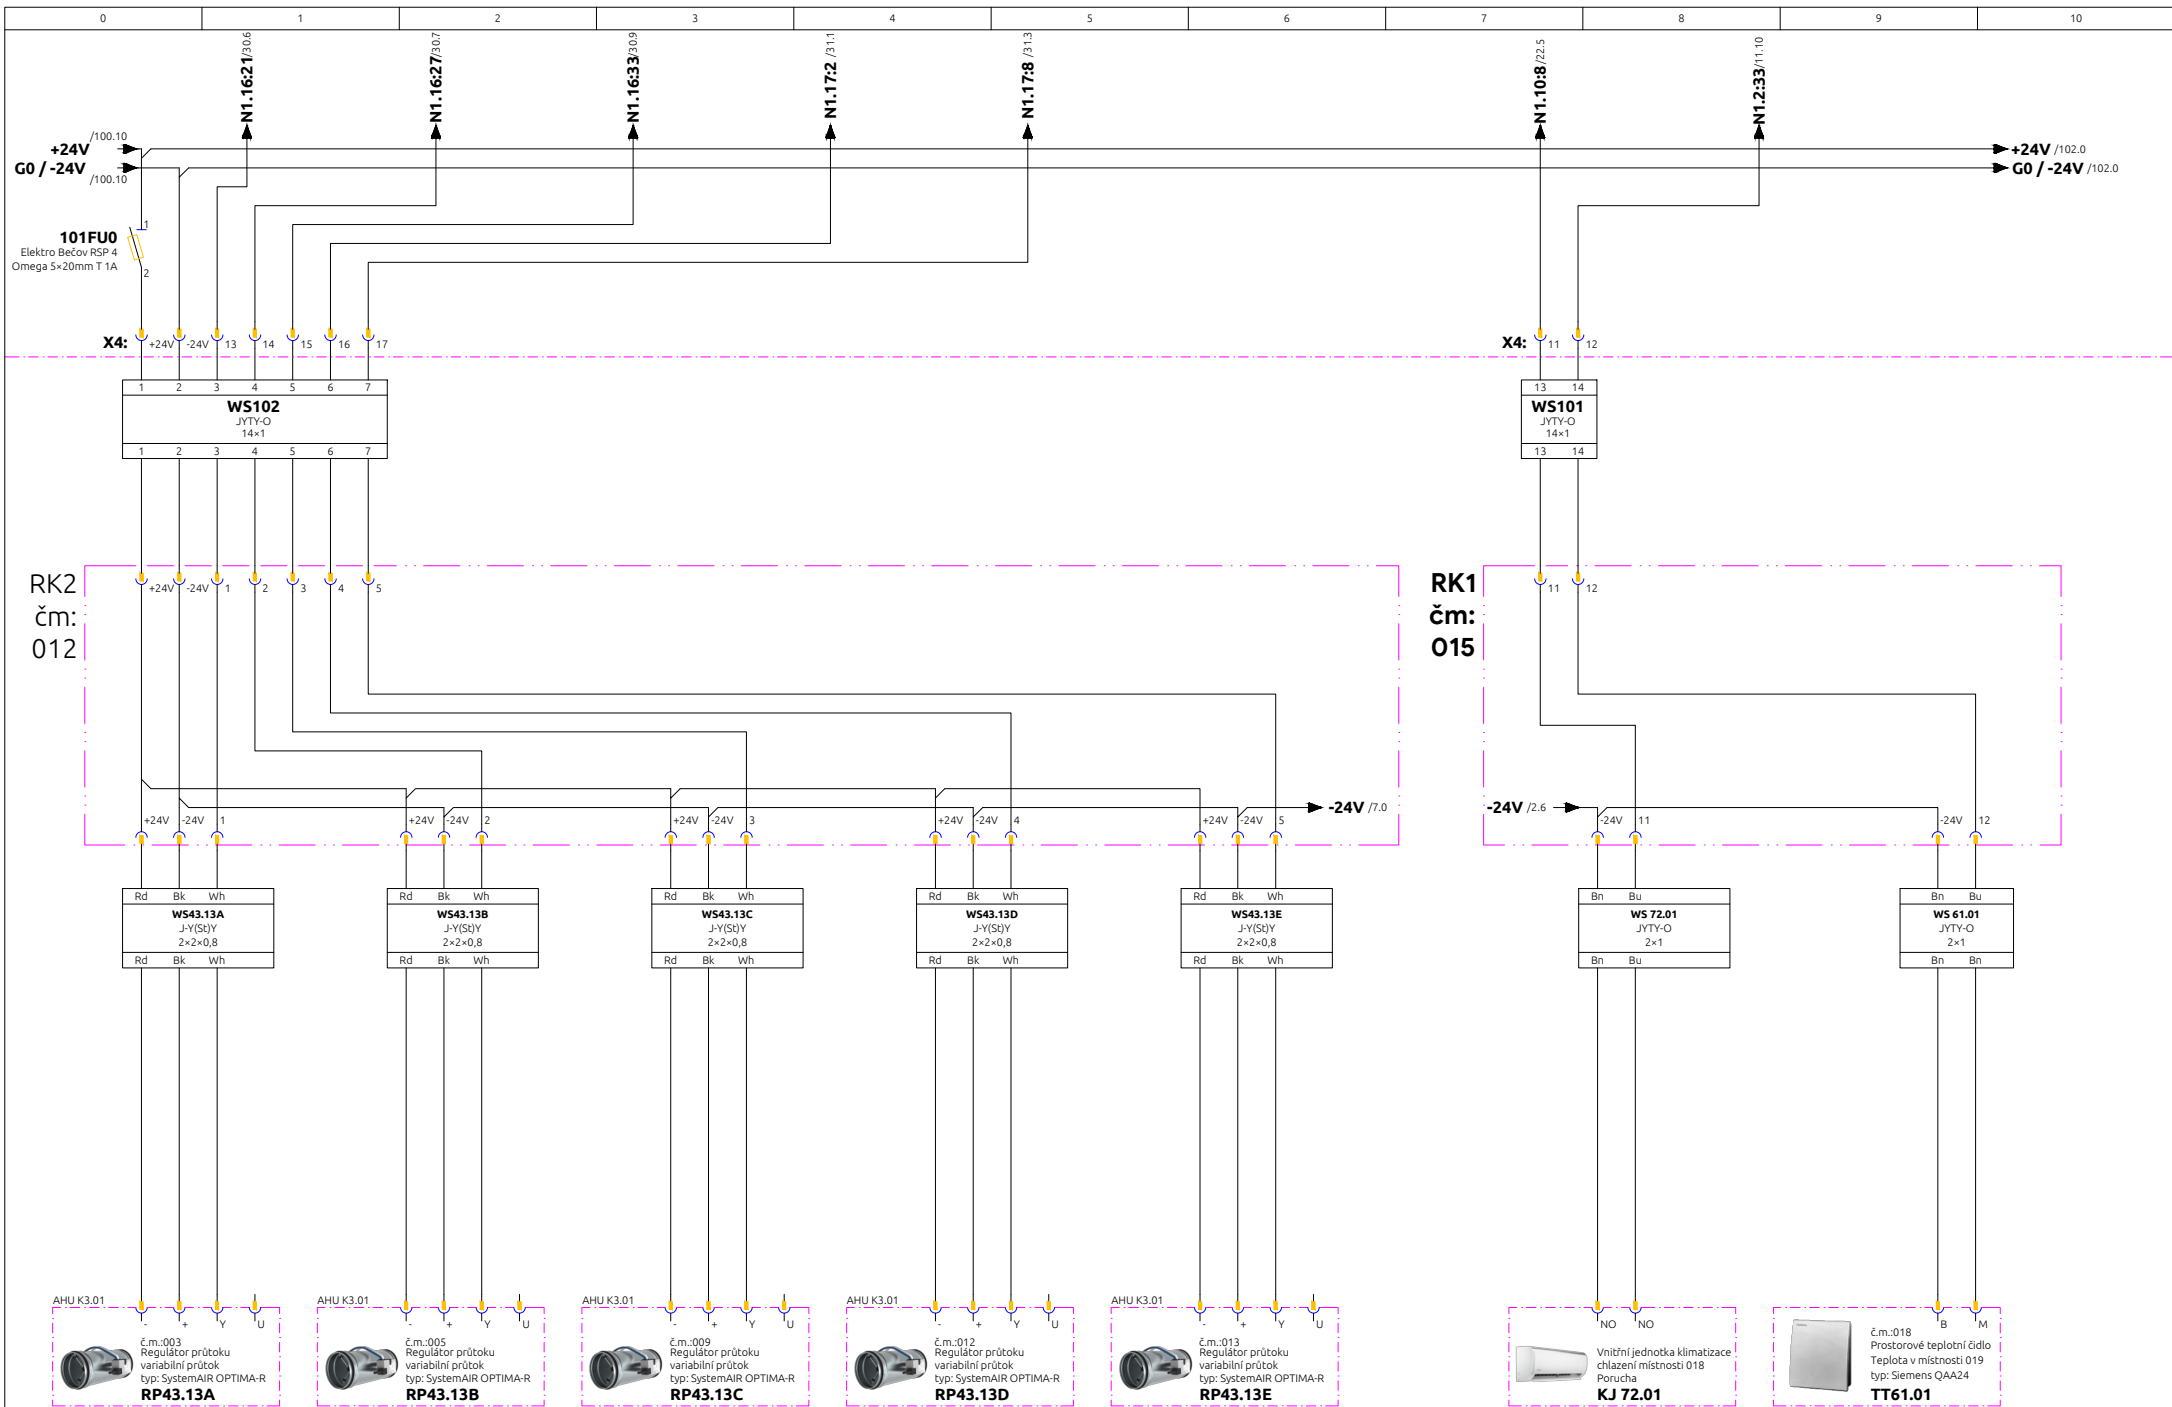 0 1 2 3 4 5 6 7 8 9 10
N1.16:21 /30.6
N1.16:27 /30.7
N1.16:33 /30.9
N1.17:2 /31.1
N1.17:8 /31.3
N1.10:8 /22.5
N1.2:33 /11.10
/100.10
+24V
G0 / -24V
/100.10
+24V /102.0
G0 / -24V /102.0
1
101FU0
Elektro Bečov RSP 4
Omega 5×20mm T 1A
2
X4: +24V -24V 13 14 15 16 17
X4: 11 12
1 2 3 4 5 6 7
WS102
JYTY-O
14×1
1 2 3 4 5 6 7
13 14
WS101
JYTY-O
14×1
13 14
RK2
čm:
012
+24V -24V 1 2 3 4 5
RK1
čm:
015
11 12
-24V /7.0
-24V /2.6
+24V -24V 1
+24V -24V 2
+24V -24V 3
+24V -24V 4
+24V -24V 5
-24V 11
-24V 12
Rd Bk Wh
WS43.13A
J-Y(St)Y
2×2×0,8
Rd Bk Wh
Rd Bk Wh
WS43.13B
J-Y(St)Y
2×2×0,8
Rd Bk Wh
Rd Bk Wh
WS43.13C
J-Y(St)Y
2×2×0,8
Rd Bk Wh
Rd Bk Wh
WS43.13D
J-Y(St)Y
2×2×0,8
Rd Bk Wh
Rd Bk Wh
WS43.13E
J-Y(St)Y
2×2×0,8
Rd Bk Wh
Bn Bu
WS 72.01
JYTY-O
2×1
Bn Bu
Bn Bu
WS 61.01
JYTY-O
2×1
Bn Bn
AHU K3.01
- + Y U
č.m.:003
Regulátor průtoku
variabilní průtok
typ: SystemAIR OPTIMA-R
RP43.13A
AHU K3.01
- + Y U
č.m.:005
Regulátor průtoku
variabilní průtok
typ: SystemAIR OPTIMA-R
RP43.13B
AHU K3.01
- + Y U
č.m.:009
Regulátor průtoku
variabilní průtok
typ: SystemAIR OPTIMA-R
RP43.13C
AHU K3.01
- + Y U
č.m.:012
Regulátor průtoku
variabilní průtok
typ: SystemAIR OPTIMA-R
RP43.13D
AHU K3.01
- + Y U
č.m.:013
Regulátor průtoku
variabilní průtok
typ: SystemAIR OPTIMA-R
RP43.13E
NO NO
Vnitřní jednotka klimatizace
chlazení místnosti 018
Porucha
KJ 72.01
B M
č.m.:018
Prostorové teplotní čidlo
Teplota v místnosti 019
typ: Siemens QAA24
TT61.01